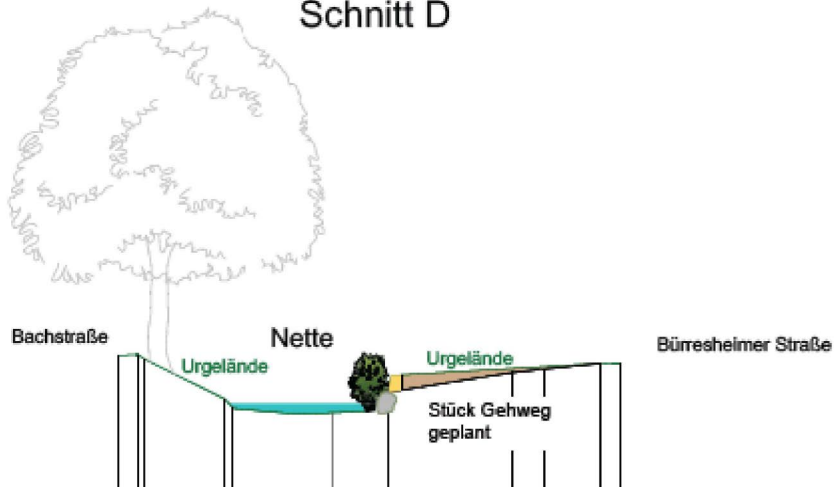 Schnitt D
Bachstraße
Nette
Urgelände
Urgelände
Bürresheimer Straße
Stück Gehweg
geplant